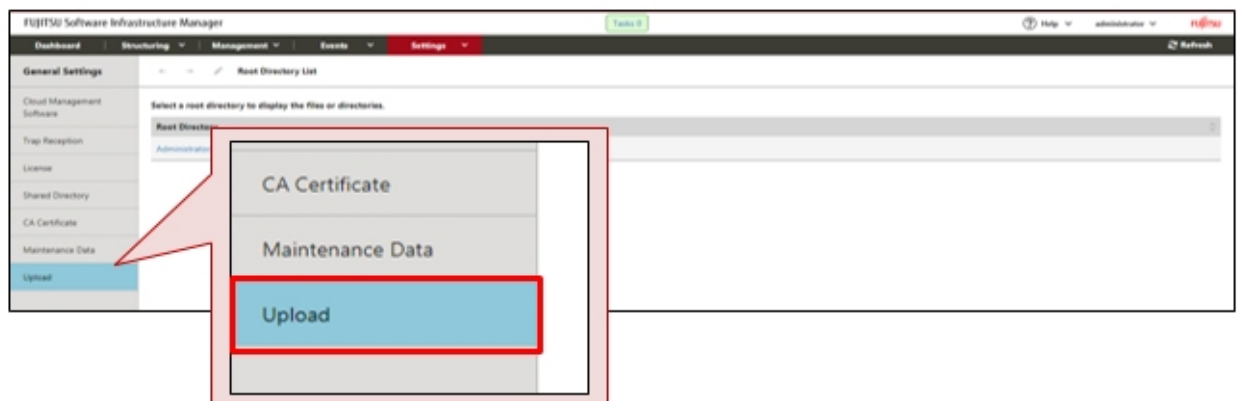 FUJITSU Software Infrastructure Manager
Tasks 0
Help
administrator
FUJITSU
Dashboard
Structuring
Management
Events
Settings
Refresh
General Settings
Root Directory List
Cloud Management
Software
Select a root directory to display the files or directories.
Root Directory
Administrator
Trap Reception
License
Shared Directory
CA Certificate
Maintenance Data
Upload
CA Certificate
Maintenance Data
Upload